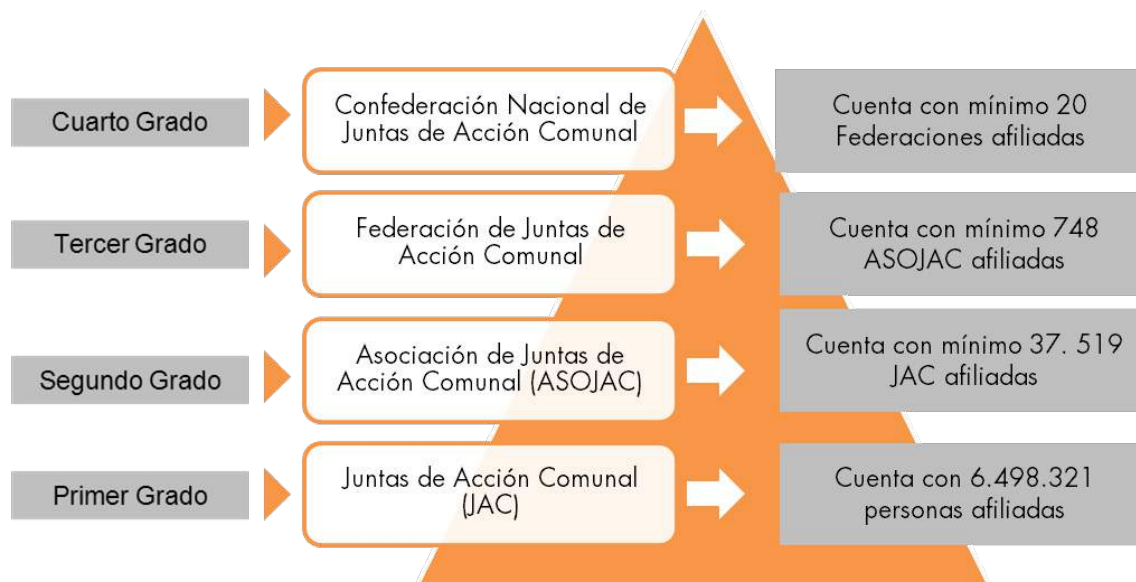 Cuarto Grado
Confederación Nacional de
Juntas de Acción Comunal
Cuenta con mínimo 20
Federaciones afiliadas
Tercer Grado
Federación de Juntas de
Acción Comunal
Cuenta con mínimo 748
ASOJAC afiliadas
Segundo Grado
Asociación de Juntas de
Acción Comunal (ASOJAC)
Cuenta con mínimo 37. 519
JAC afiliadas
Primer Grado
Juntas de Acción Comunal
(JAC)
Cuenta con 6.498.321
personas afiliadas